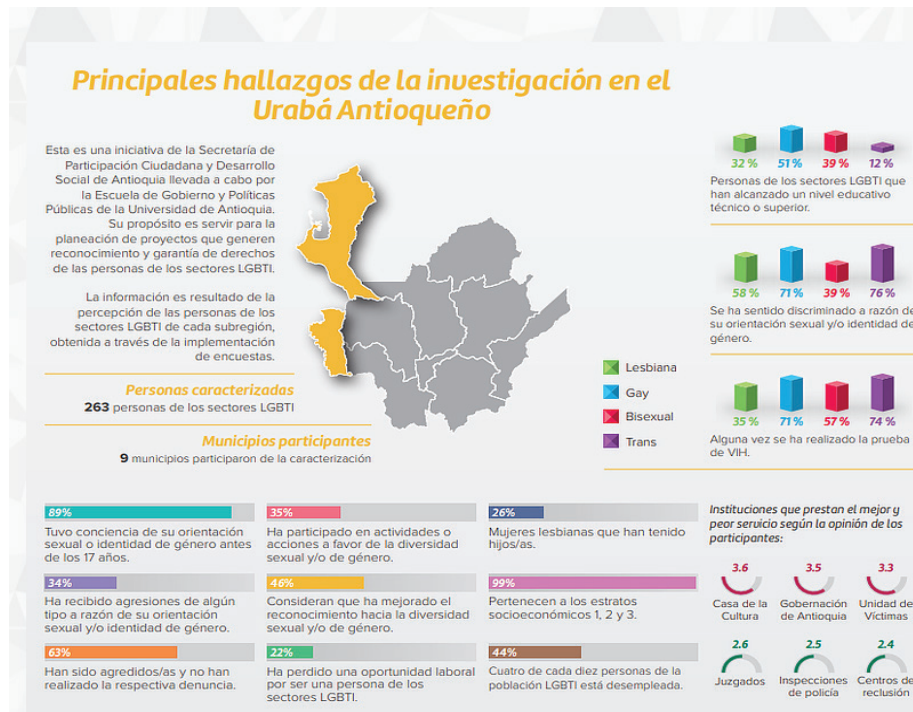 Principales hallazgos de la investigación en el
Urabá Antioqueño
Esta es una iniciativa de la Secretaría de
Participación Ciudadana y Desarrollo
Social de Antioquia llevada a cabo por
la Escuela de Gobierno y Políticas
Públicas de la Universidad de Antioquia.
Su propósito es servir para la
planeación de proyectos que generen
reconocimiento y garantía de derechos
de las personas de los sectores LGBTI.
La información es resultado de la
percepción de las personas de los
sectores LGBTI de cada subregión,
obtenida a través de la implementación
de encuestas.
Personas caracterizadas
263 personas de los sectores LGBTI
Municipios participantes
9 municipios participaron de la caracterización
Lesbiana
Gay
Bisexual
Trans
32 % 51 % 39 % 12 %
Personas de los sectores LGBTI que
han alcanzado un nivel educativo
técnico o superior.
58 % 71 % 39 % 76 %
Se ha sentido discriminado a razón de
su orientación sexual y/o identidad de
género.
35 % 71 % 57 % 74 %
Alguna vez se ha realizado la prueba
de VIH.
89%
Tuvo conciencia de su orientación
sexual o identidad de género antes
de los 17 años.
35%
Ha participado en actividades o
acciones a favor de la diversidad
sexual y/o de género.
26%
Mujeres lesbianas que han tenido
hijos/as.
34%
Ha recibido agresiones de algún
tipo a razón de su orientación
sexual y/o identidad de género.
46%
Consideran que ha mejorado el
reconocimiento hacia la diversidad
sexual y/o de género.
99%
Pertenecen a los estratos
socioeconómicos 1, 2 y 3.
63%
Han sido agredidos/as y no han
realizado la respectiva denuncia.
22%
Ha perdido una oportunidad laboral
por ser una persona de los
sectores LGBTI.
44%
Cuatro de cada diez personas de la
población LGBTI está desempleada.
Instituciones que prestan el mejor y
peor servicio según la opinión de los
participantes:
3.6 3.5 3.3
Casa de la Gobernación Unidad de
Cultura de Antioquia Víctimas
2.6 2.5 2.4
Juzgados Inspecciones Centros de
de policía reclusión